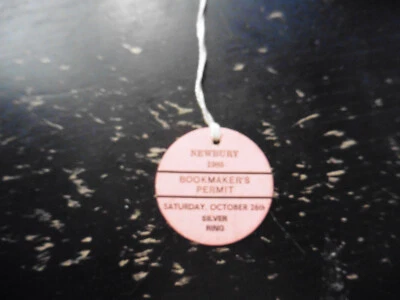 NEWBURY
BOOKMAKER'S
PERMIT
SATURDAY, OCTOBER 26th
SILVER
RING